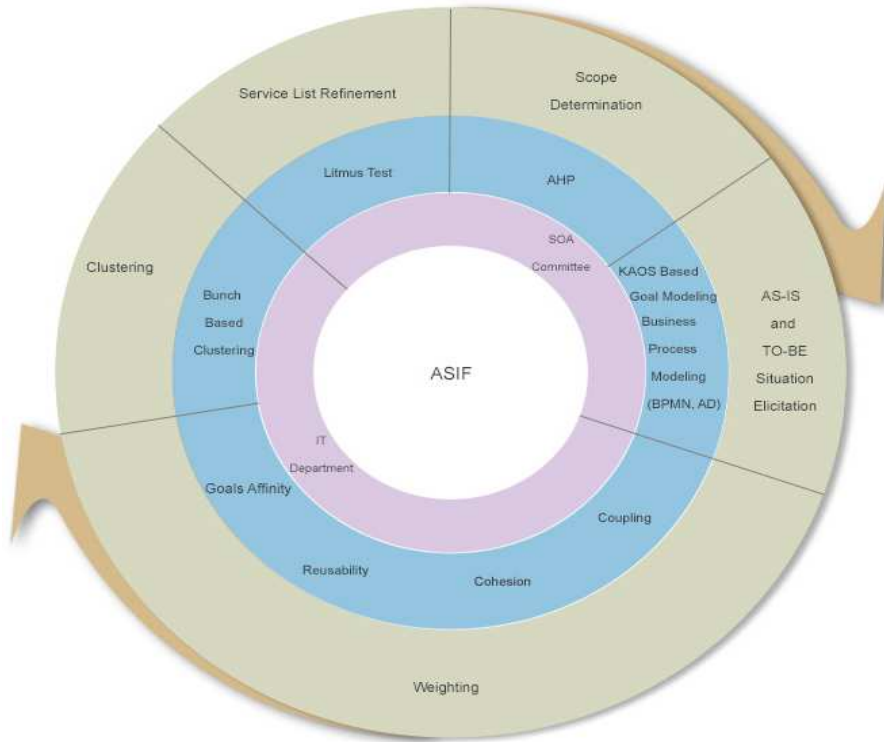 Scope
Determination
Service List Refinement
Litmus Test
AHP
SOA
Committee
Clustering
KAOS Based
Goal Modeling
Business
Process
Modeling
(BPMN, AD)
AS-IS
and
TO-BE
Situation
Elicitation
Bunch
Based
Clustering
ASIF
IT
Department
Goals Affinity
Coupling
Reusability
Cohesion
Weighting